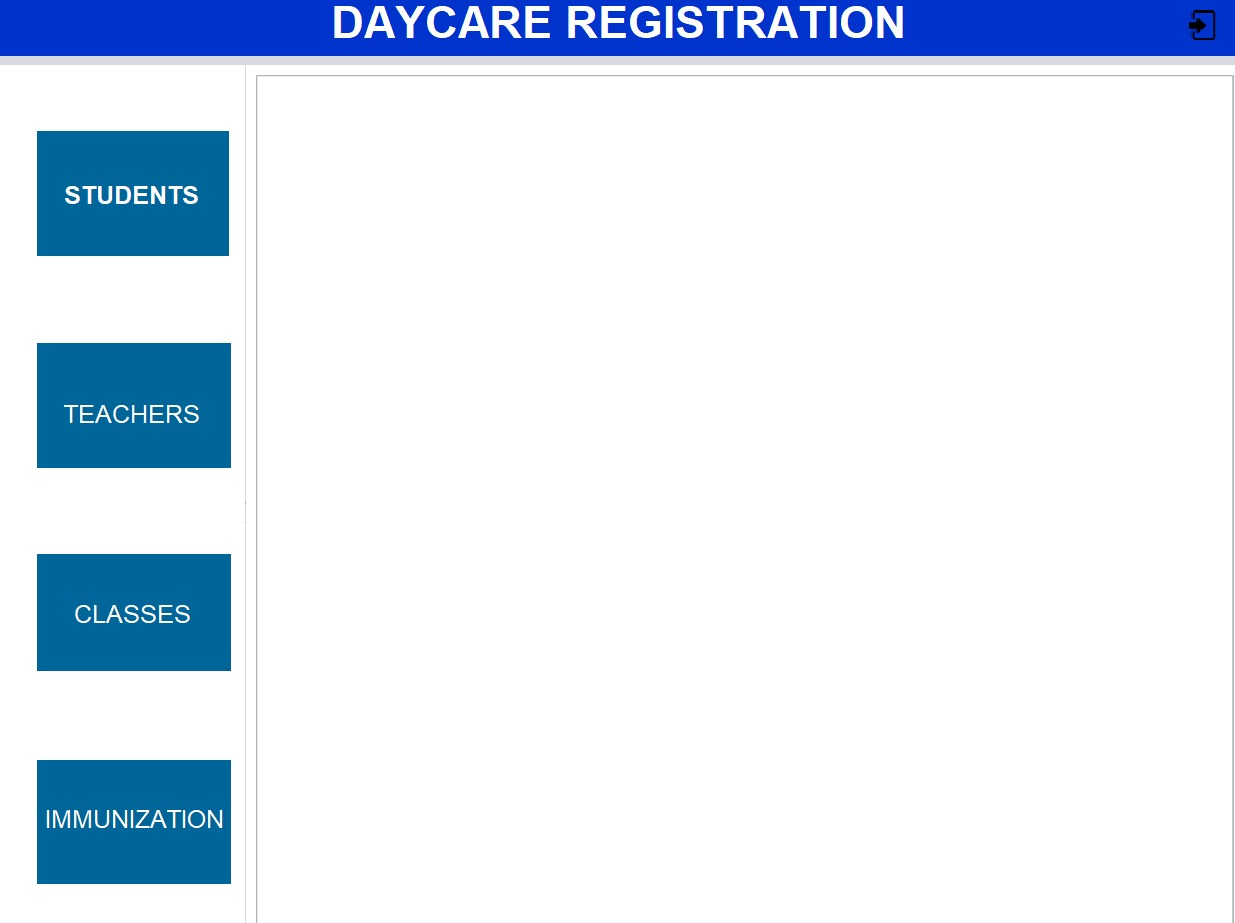 DAYCARE REGISTRATION
STUDENTS
TEACHERS
CLASSES
IMMUNIZATION